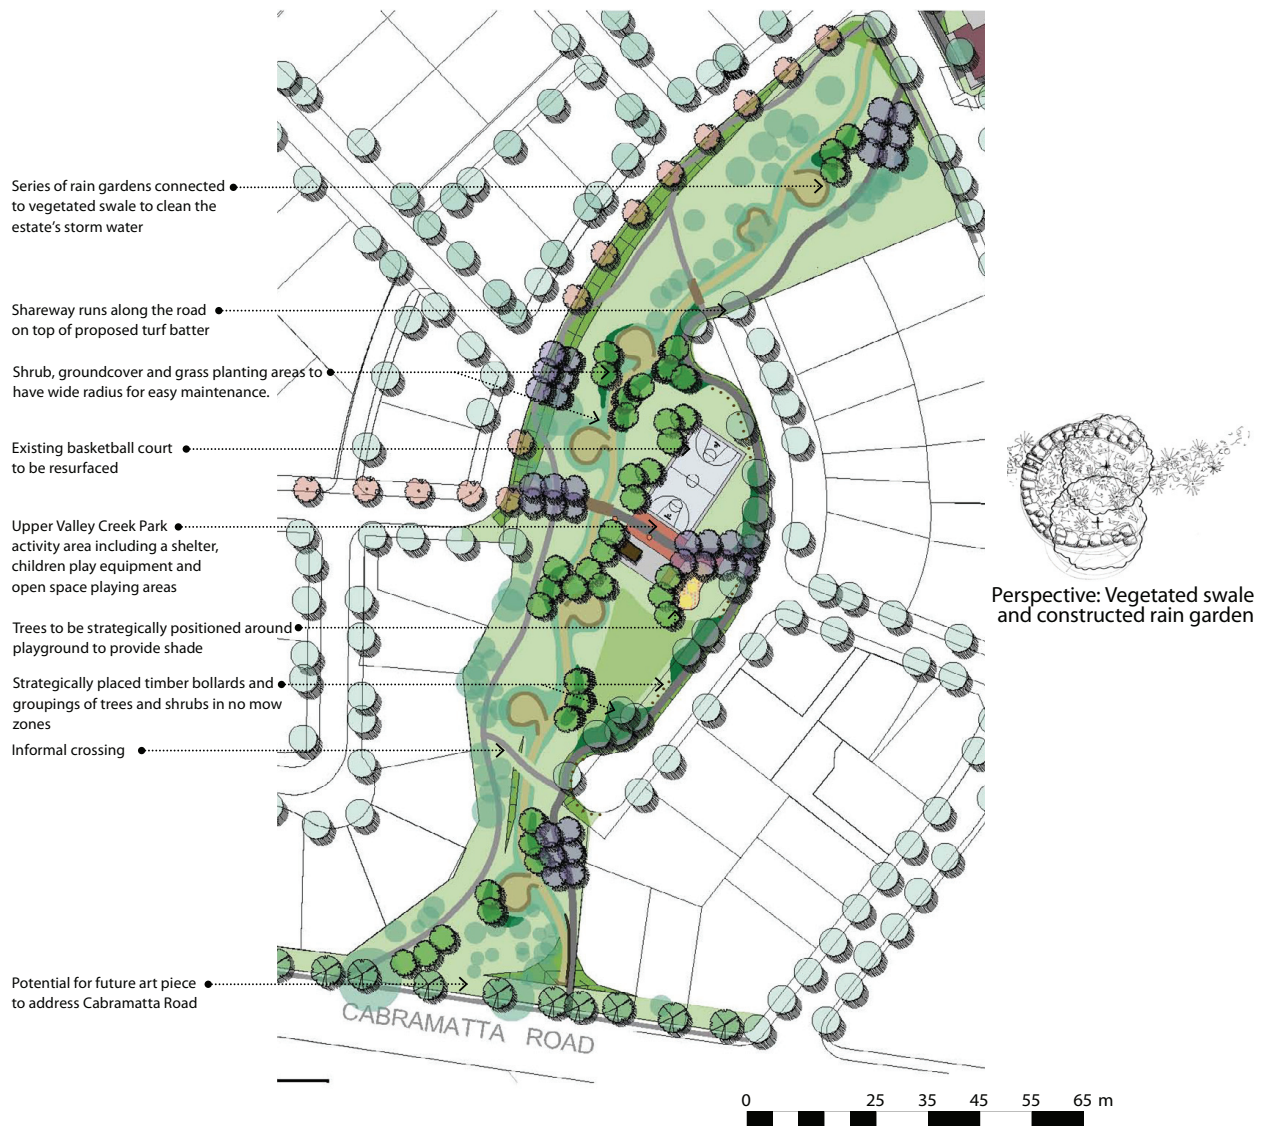 Series of rain gardens connected
to vegetated swale to clean the
estate's storm water
Shareway runs along the road
on top of proposed turf batter
Shrub, groundcover and grass planting areas to
have wide radius for easy maintenance.
Existing basketball court
to be resurfaced
Upper Valley Creek Park
activity area including a shelter,
children play equipment and
open space playing areas
Trees to be strategically positioned around
playground to provide shade
Strategically placed timber bollards and
groupings of trees and shrubs in no mow
zones
Informal crossing
Potential for future art piece
to address Cabramatta Road
CABRAMATTA ROAD
Perspective: Vegetated swale
and constructed rain garden
0 25 35 45 55 65 m